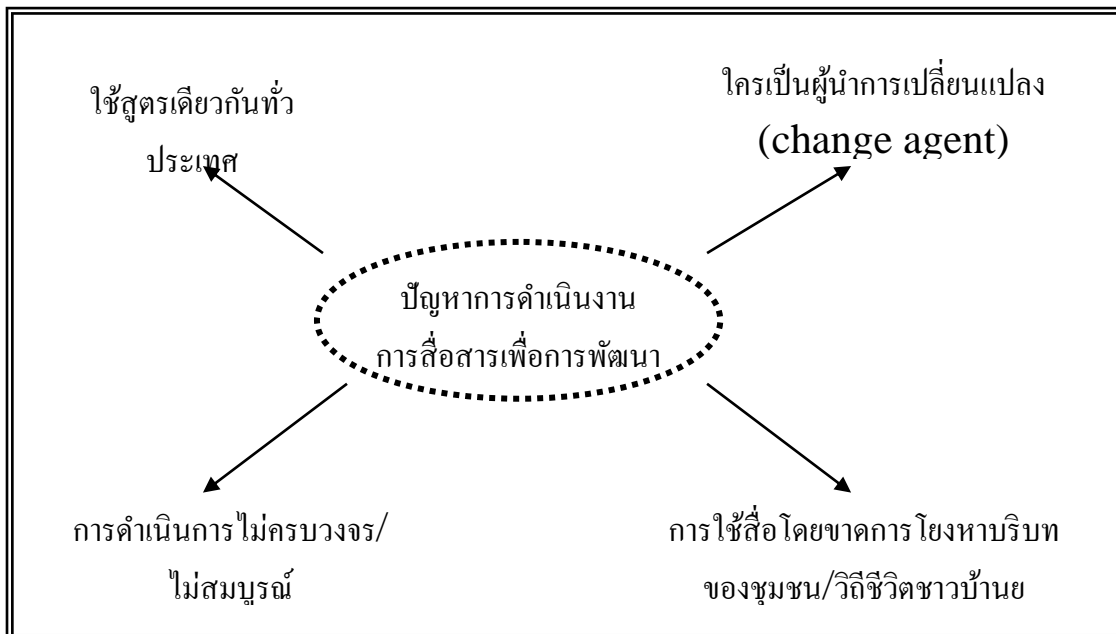 ใช้สูตรเดียวกันทั่ว
ประเทศ
ใครเป็นผู้นำการเปลี่ยนแปลง
(change agent)
ปัญหาการดำเนินงาน
การสื่อสารเพื่อการพัฒนา
การดำเนินการไม่ครบวงจร/
ไม่สมบูรณ์
การใช้สื่อโดยขาดการโยงหาบริบท
ของชุมชน/วิถีชีวิตชาวบ้านย